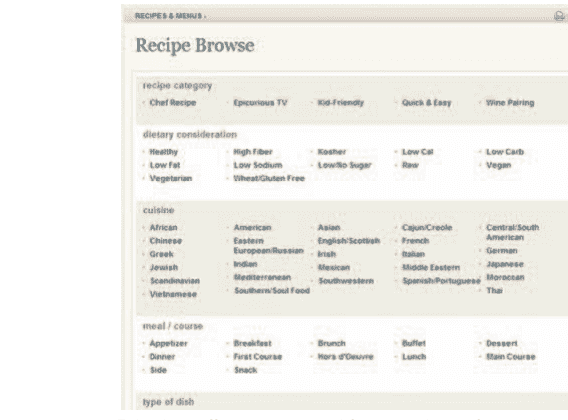 RECIPES & MENUS ›
Recipe Browse
recipe category
Chef Recipe Epicurious TV Kid-Friendly Quick & Easy Wine Pairing
dietary consideration
Healthy High Fiber Kosher Low Cal Low Carb
Low Fat Low Sodium Low/No Sugar Raw Vegan
Vegetarian Wheat/Gluten Free
cuisine
African American Asian Cajun/Creole Central/South American
Chinese Eastern European/Russian English/Scottish French German
Greek Indian Irish Italian Japanese
Jewish Mediterranean Mexican Middle Eastern Moroccan
Scandinavian Southern/Soul Food Southwestern Spanish/Portuguese Thai
Vietnamese
meal / course
Appetizer Breakfast Brunch Buffet Dessert
Dinner First Course Hors d'Oeuvre Lunch Main Course
Side Snack
type of dish